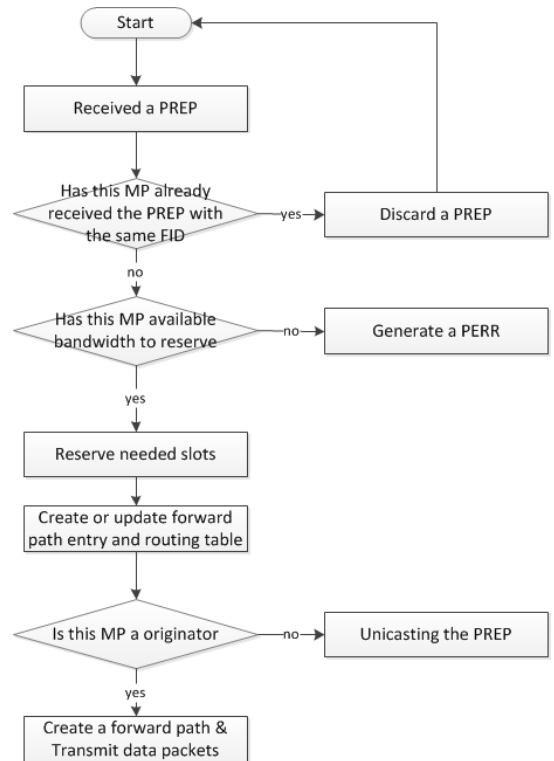 Start
Received a PREP
Has this MP already
received the PREP with
the same FID
yes
Discard a PREP
no
Has this MP available
bandwidth to reserve
no
Generate a PERR
yes
Reserve needed slots
Create or update forward
path entry and routing table
Is this MP a originator
no
Unicasting the PREP
yes
Create a forward path &
Transmit data packets